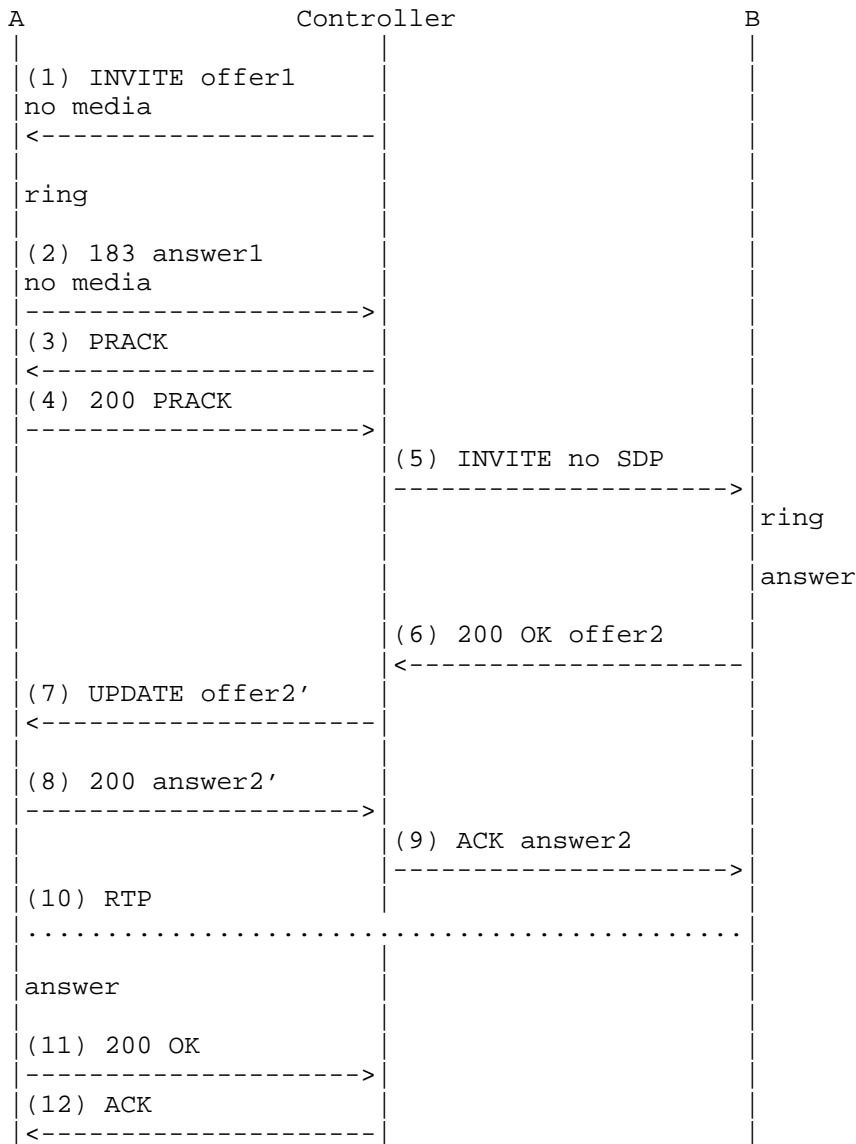 A Controller B
(1) INVITE offer1
no media
ring
(2) 183 answer1
no media
(3) PRACK
(4) 200 PRACK
(5) INVITE no SDP
ring
answer
(6) 200 OK offer2
(7) UPDATE offer2'
(8) 200 answer2'
(9) ACK answer2
(10) RTP
answer
(11) 200 OK
(12) ACK